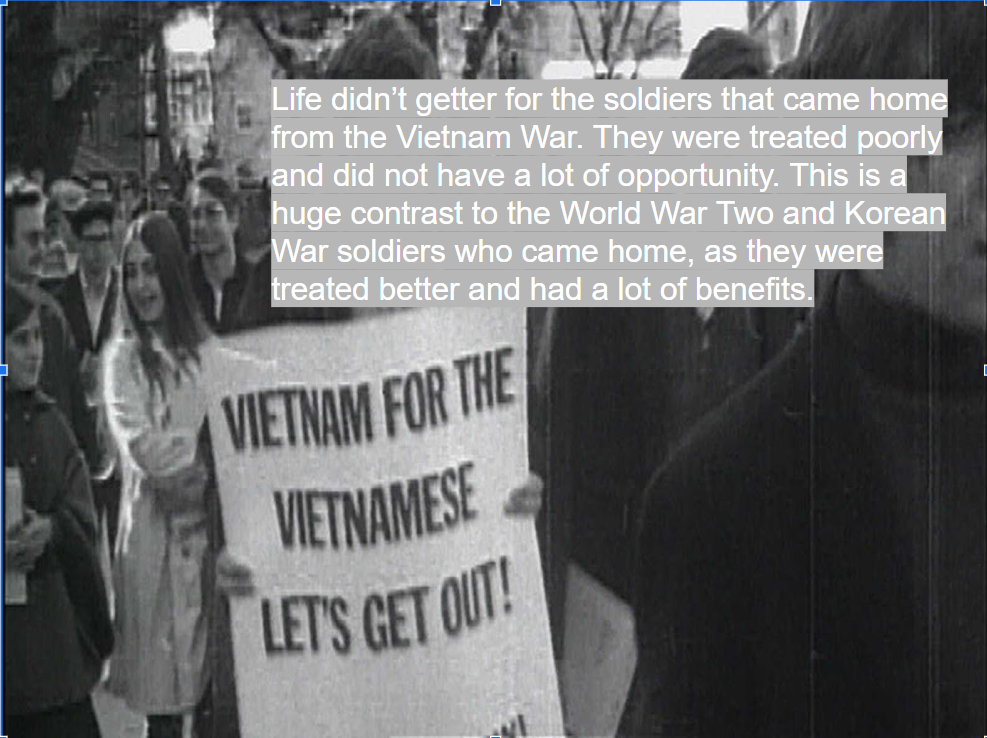 Life didn’t getter for the soldiers that came home
from the Vietnam War. They were treated poorly
and did not have a lot of opportunity. This is a
huge contrast to the World War Two and Korean
War soldiers who came home, as they were
treated better and had a lot of benefits.
VIETNAM FOR THE
VIETNAMESE
LET'S GET OUT!